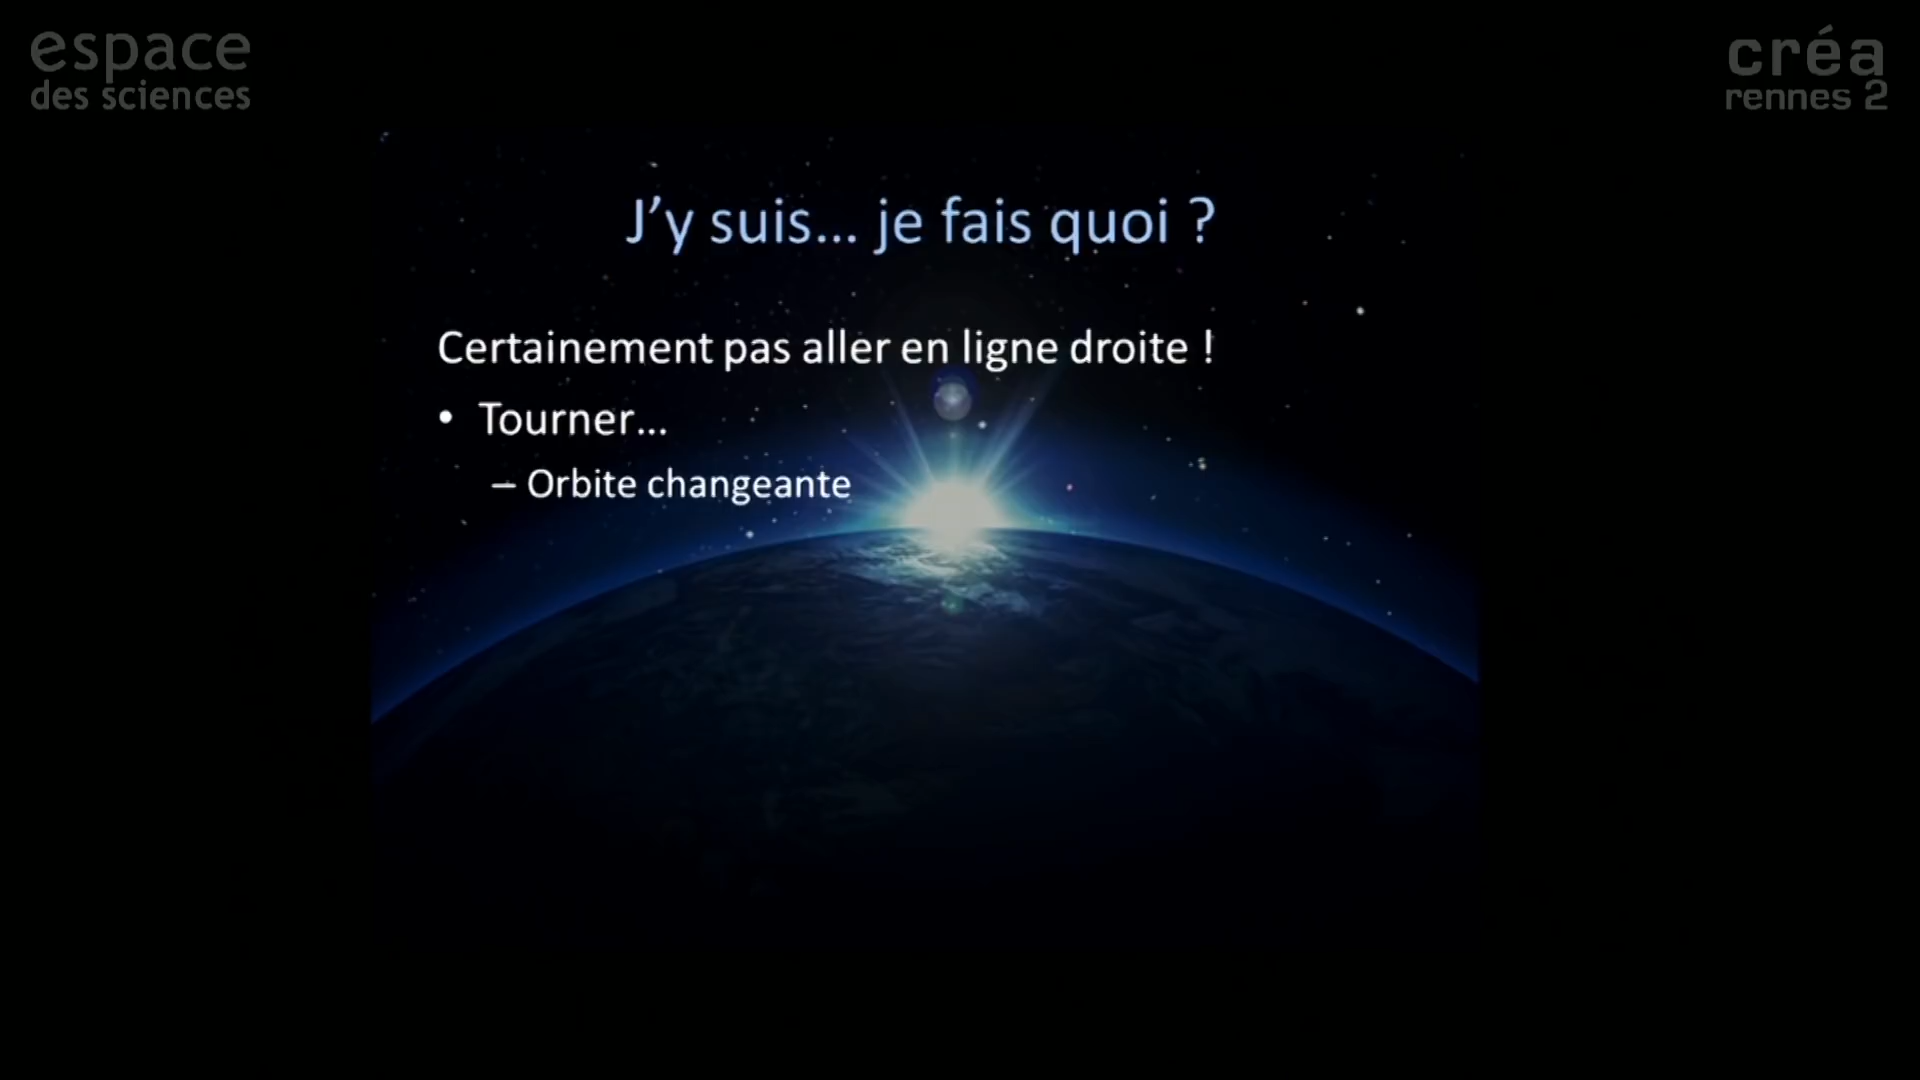 espace
des sciences
créa
rennes 2
J’y suis... je fais quoi ?
Certainement pas aller en ligne droite !
• Tourner...
– Orbite changeante